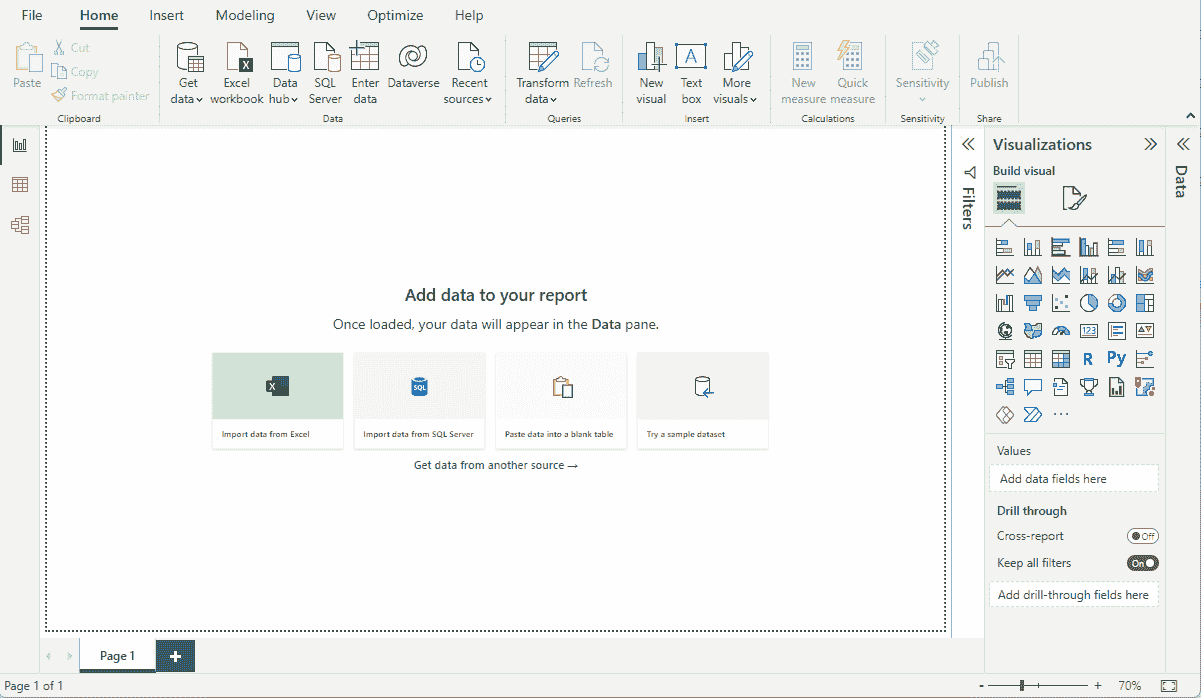 File Home Insert Modeling View Optimize Help
Paste
Cut
Copy
Format painter
Clipboard
Get
data
Excel
workbook
Data
hub
SQL
Server
Enter
data
Dataverse
Recent
sources
Data
Transform
data
Refresh
Queries
New
visual
Text
box
More
visuals
Insert
New
measure
Quick
measure
Calculations
Sensitivity
Sensitivity
Publish
Share
Add data to your report
Once loaded, your data will appear in the Data pane.
X
SQL
Import data from Excel
Import data from SQL Server
Paste data into a blank table
Try a sample dataset
Get data from another source →
Filters
Visualizations
Build visual
123
R
Py
Values
Add data fields here
Drill through
Cross-report
Off
Keep all filters
On
Add drill-through fields here
Data
Page 1
Page 1 of 1
- + 70%